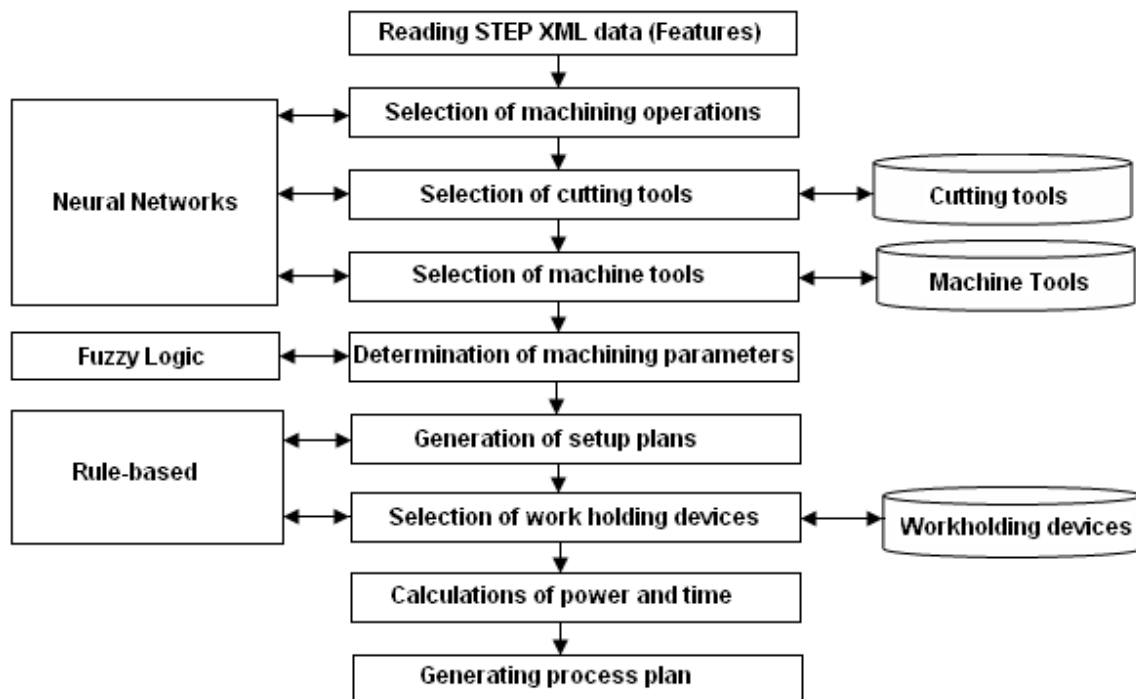 Reading STEP XML data (Features)
Selection of machining operations
Neural Networks
Selection of cutting tools
Cutting tools
Selection of machine tools
Machine Tools
Fuzzy Logic
Determination of machining parameters
Generation of setup plans
Rule-based
Selection of work holding devices
Workholding devices
Calculations of power and time
Generating process plan